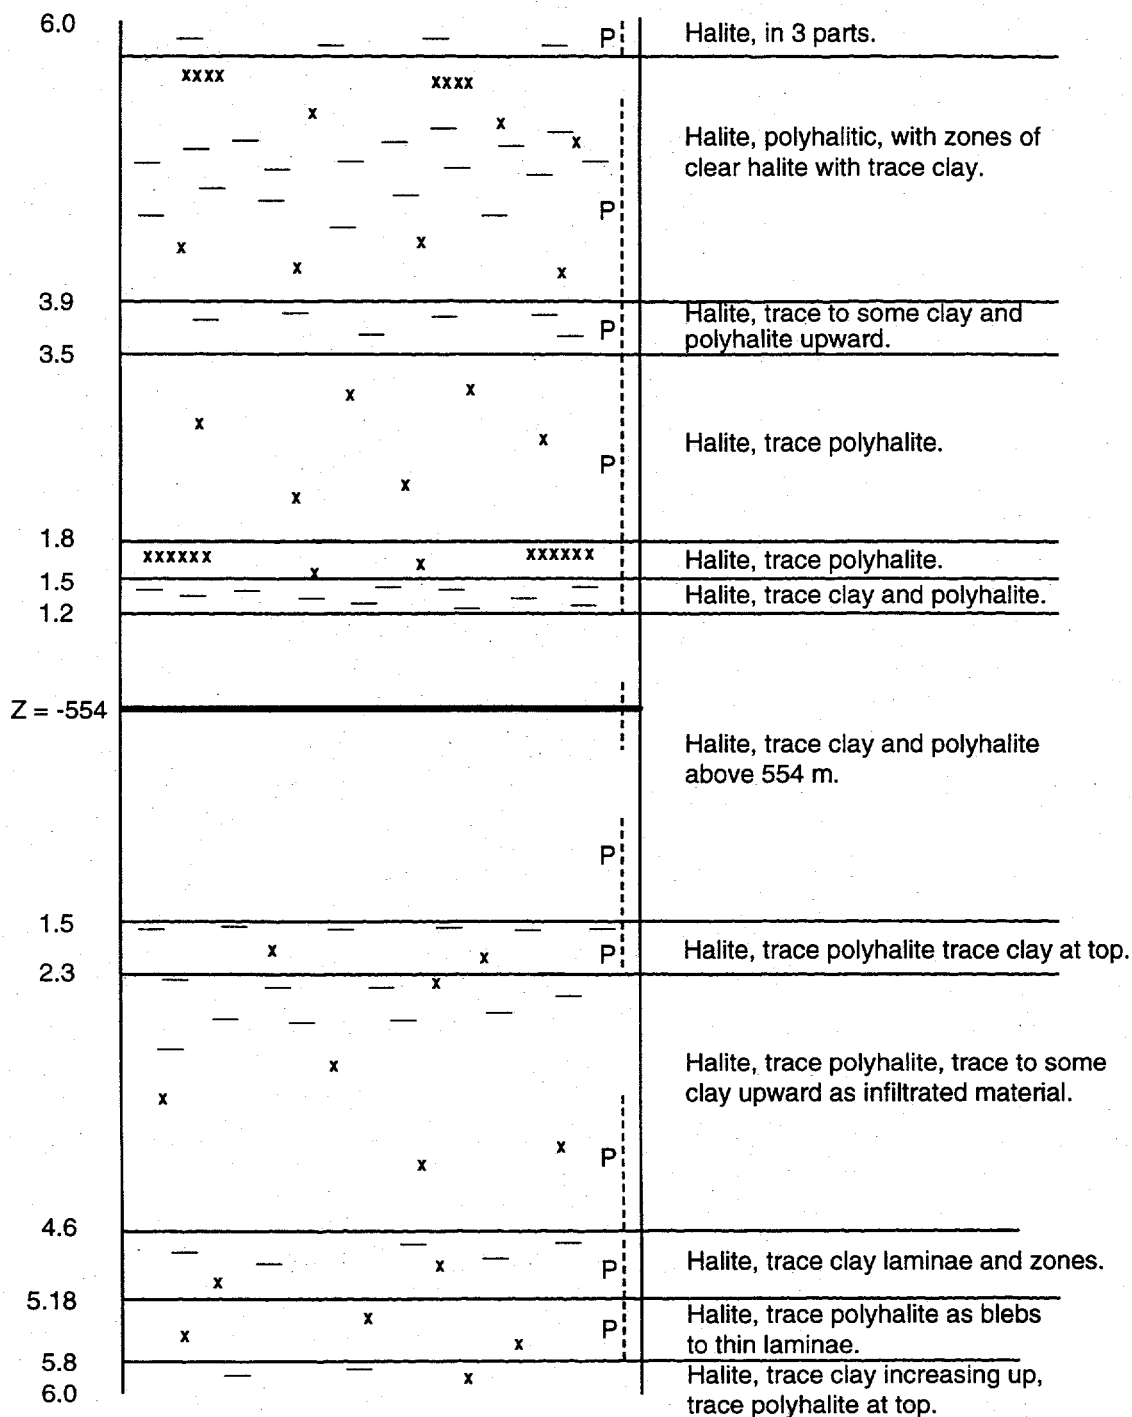 6.0
P
Halite, in 3 parts.
xxxx
xxxx
x
x
x
Halite, polyhalitic, with zones of
clear halite with trace clay.
P
x
x
x
x
3.9
Halite, trace to some clay and
P
polyhalite upward.
3.5
x
x
x
x
Halite, trace polyhalite.
P
x
x
1.8
xxxxxx
xxxxxx
x
x
Halite, trace polyhalite.
1.5
Halite, trace clay and polyhalite.
1.2
Z = -554
Halite, trace clay and polyhalite
above 554 m.
P
1.5
x
x
P
Halite, trace polyhalite trace clay at top.
2.3
x
x
Halite, trace polyhalite, trace to some
clay upward as infiltrated material.
x
x
x
P
4.6
x
x
P
Halite, trace clay laminae and zones.
5.18
x
x
x
P
Halite, trace polyhalite as blebs
to thin laminae.
5.8
x
Halite, trace clay increasing up,
6.0
trace polyhalite at top.